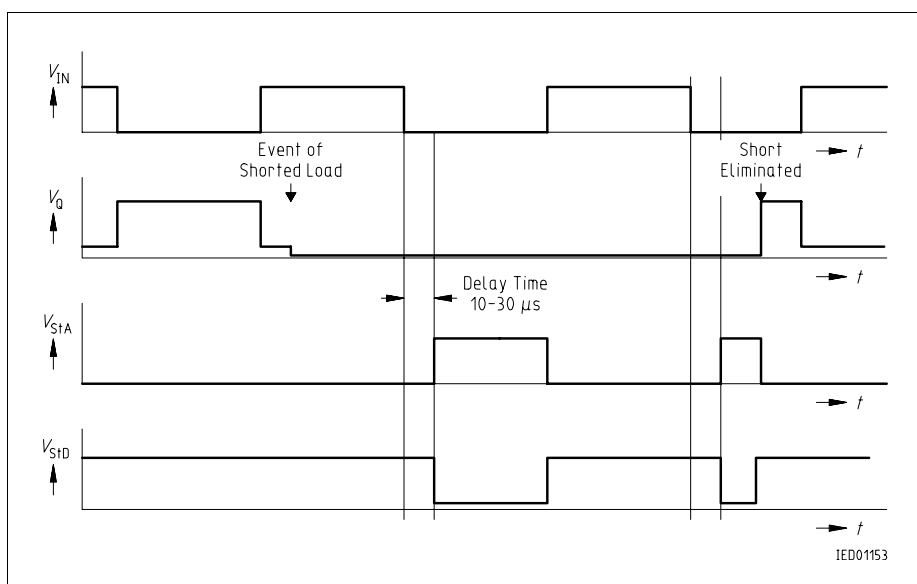 V_IN
t
Event of
Shorted Load
Short
Eliminated
V_Q
t
Delay Time
10-30 µs
V_StA
t
V_StD
t
IED01153